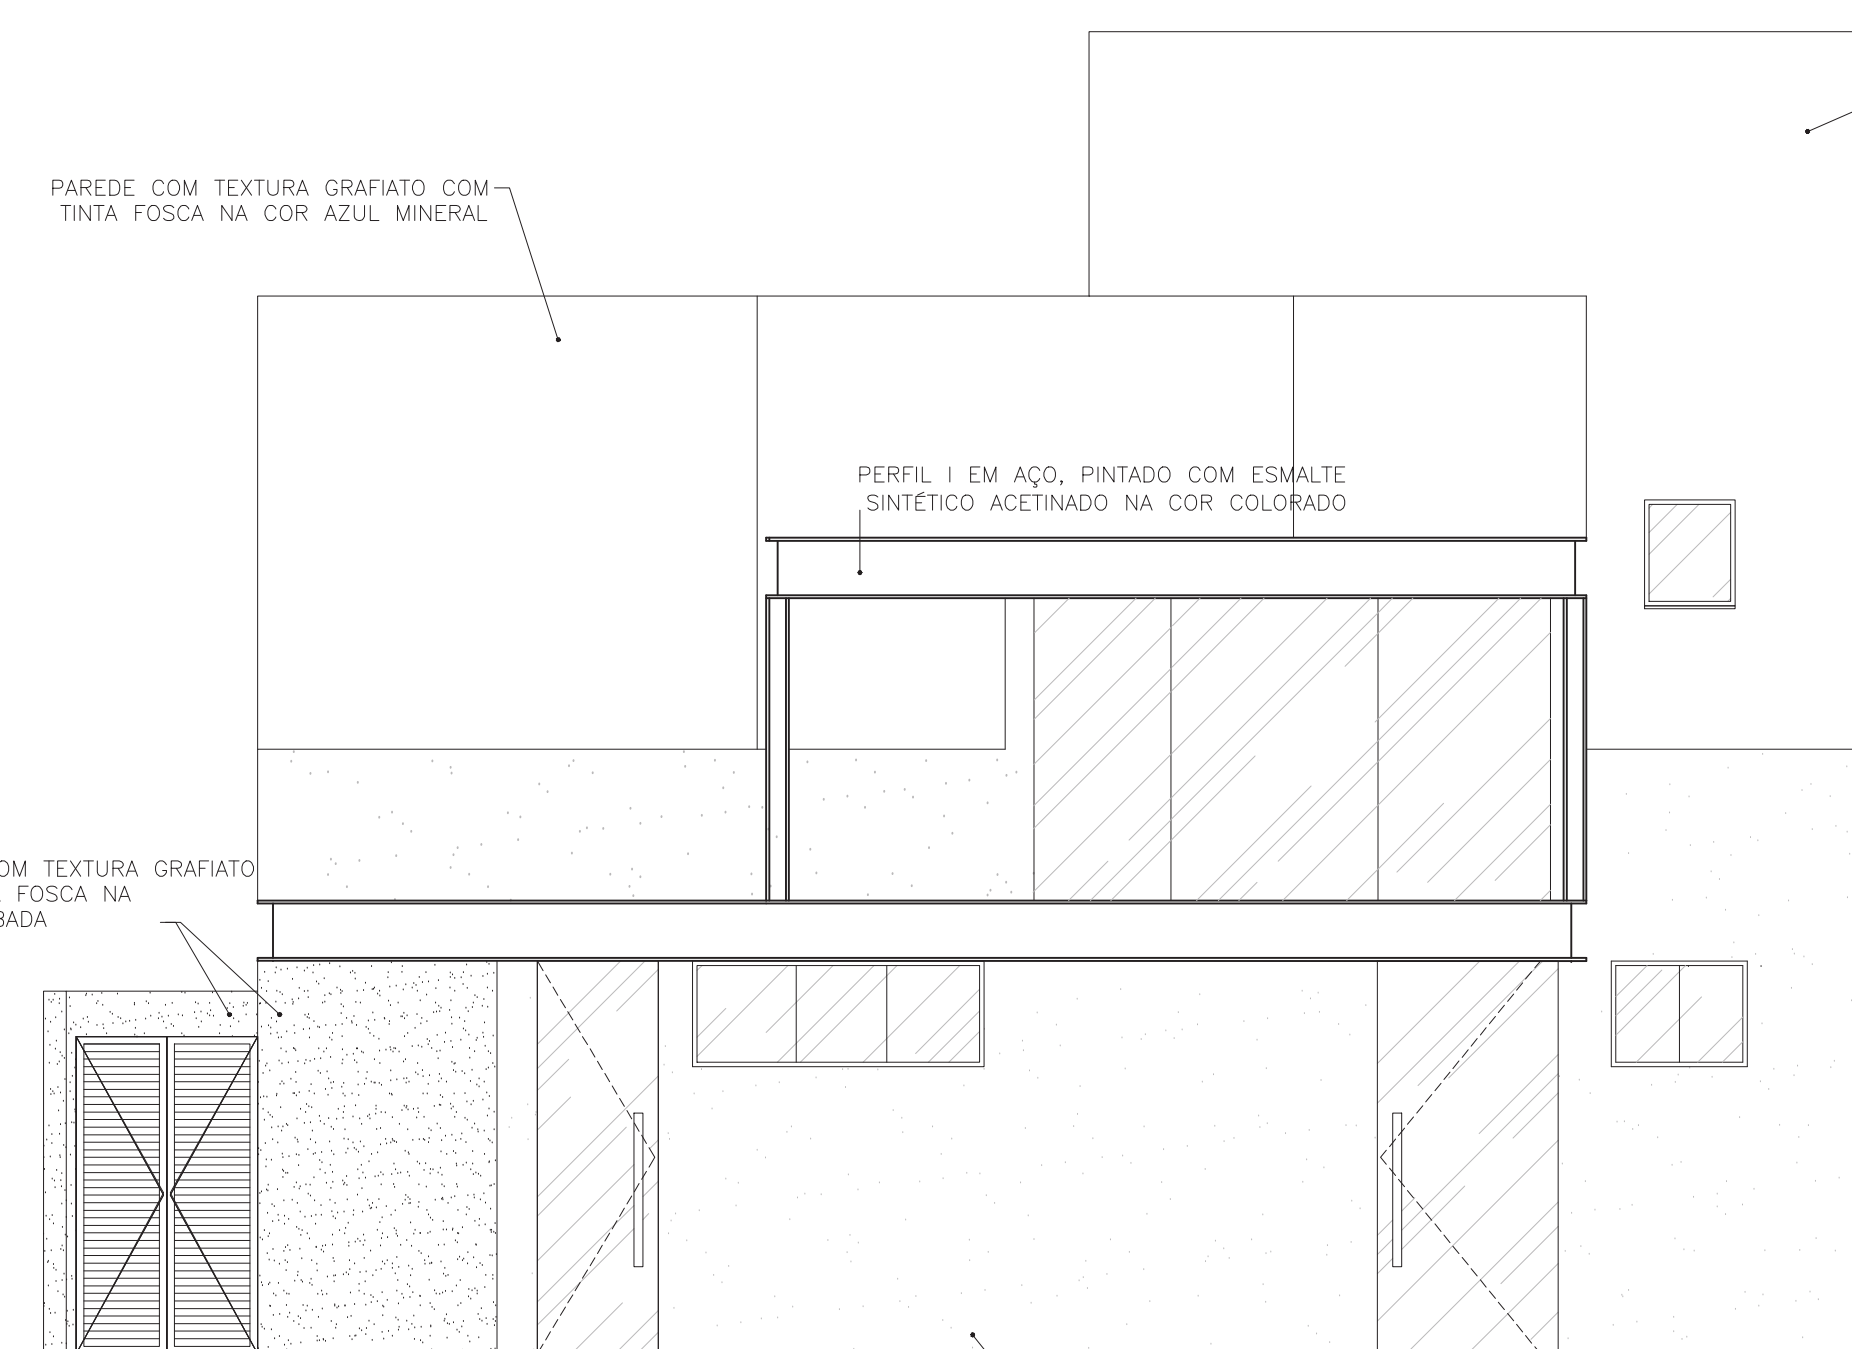 PAREDE COM TEXTURA GRAFIATO COM
TINTA FOSCA NA COR AZUL MINERAL
PERFIL I EM AÇO, PINTADO COM ESMALTE
SINTÉTICO ACETINADO NA COR COLORADO
OM TEXTURA GRAFIATO
FOSCA NA
BADA